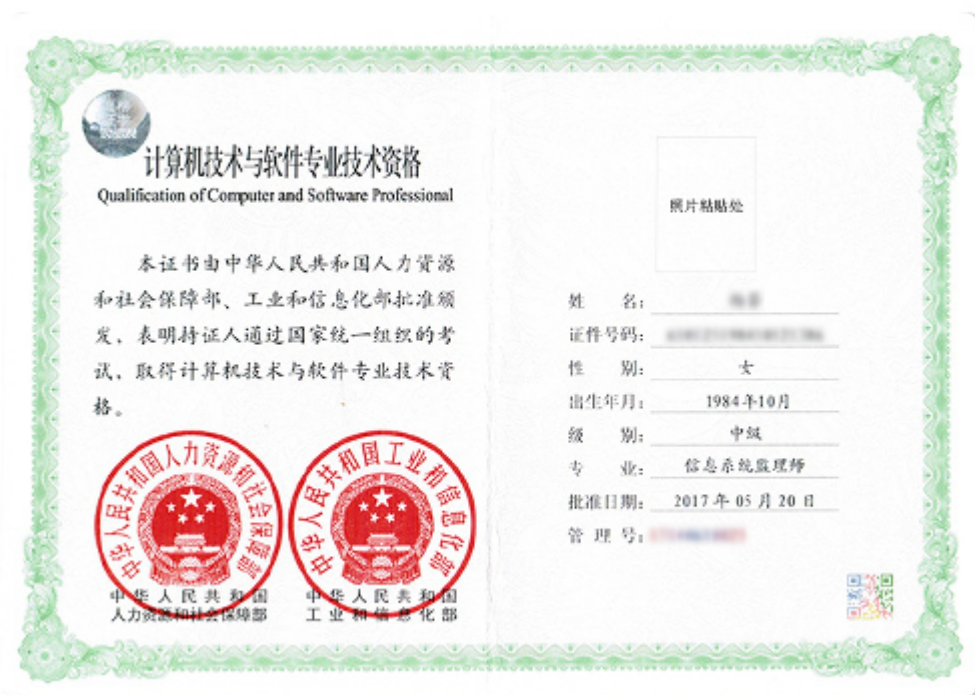 计算机技术与软件专业技术资格
Qualification of Computer and Software Professional
本证书由中华人民共和国人力资源
和社会保障部、工业和信息化部批准颁
发，表明持证人通过国家统一组织的考
试，取得计算机技术与软件专业技术资
格。
中华人民共和国人力资源和社会保障部
中华人民共和国工业和信息化部
中华人民共和国
人力资源和社会保障部
中华人民共和国
工业和信息化部
照片粘贴处
姓 名：
证件号码：
性 别： 女
出生年月： 1984年10月
级 别： 中级
专 业： 信息系统监理师
批准日期： 2017 年 05 月 20 日
管 理 号：